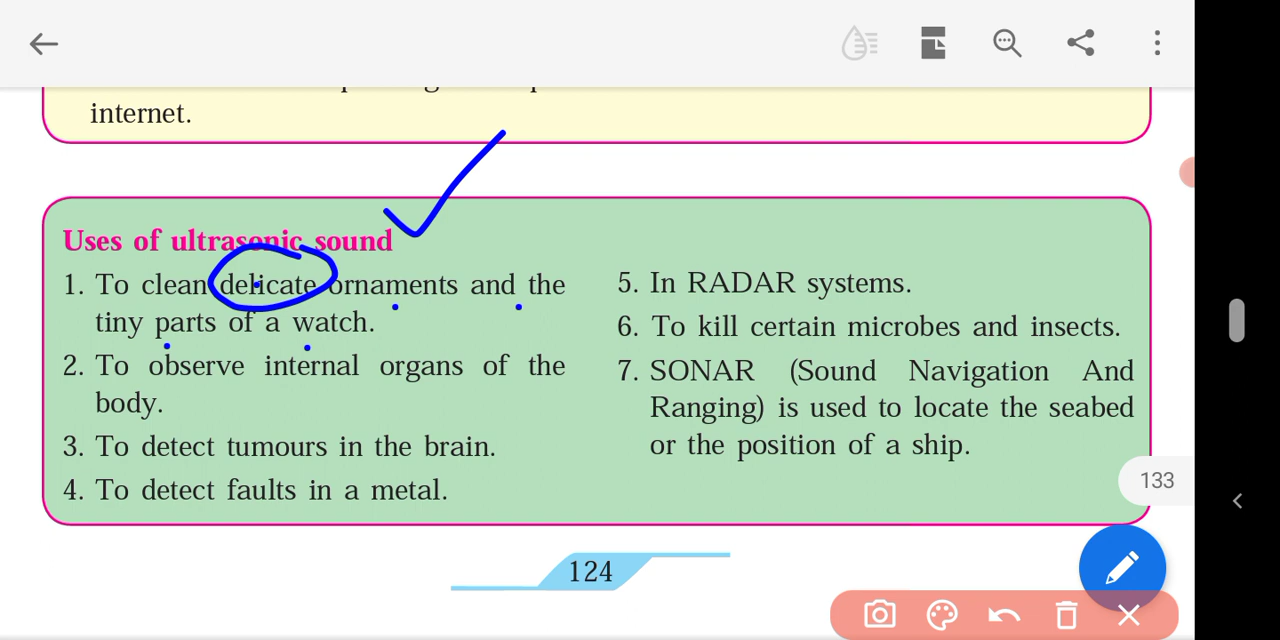 internet.
Uses of ultrasonic sound
1. To clean delicate ornaments and the
tiny parts of a watch.
2. To observe internal organs of the
body.
3. To detect tumours in the brain.
4. To detect faults in a metal.
5. In RADAR systems.
6. To kill certain microbes and insects.
7. SONAR (Sound Navigation And
Ranging) is used to locate the seabed
or the position of a ship.
133
124